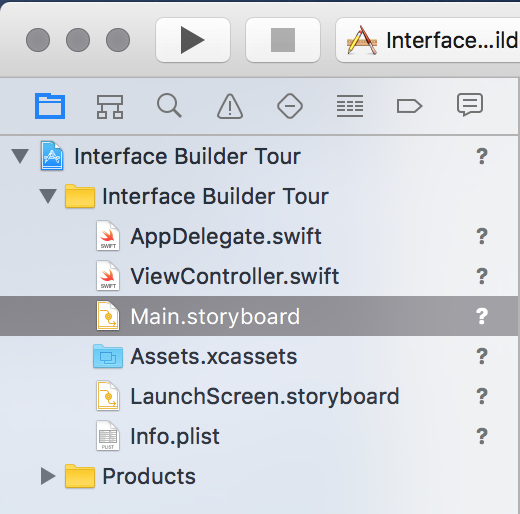 Interface...ild
Interface Builder Tour ?
Interface Builder Tour ?
SWIFT AppDelegate.swift ?
SWIFT ViewController.swift ?
Main.storyboard ?
Assets.xcassets ?
LaunchScreen.storyboard ?
PLIST Info.plist ?
Products